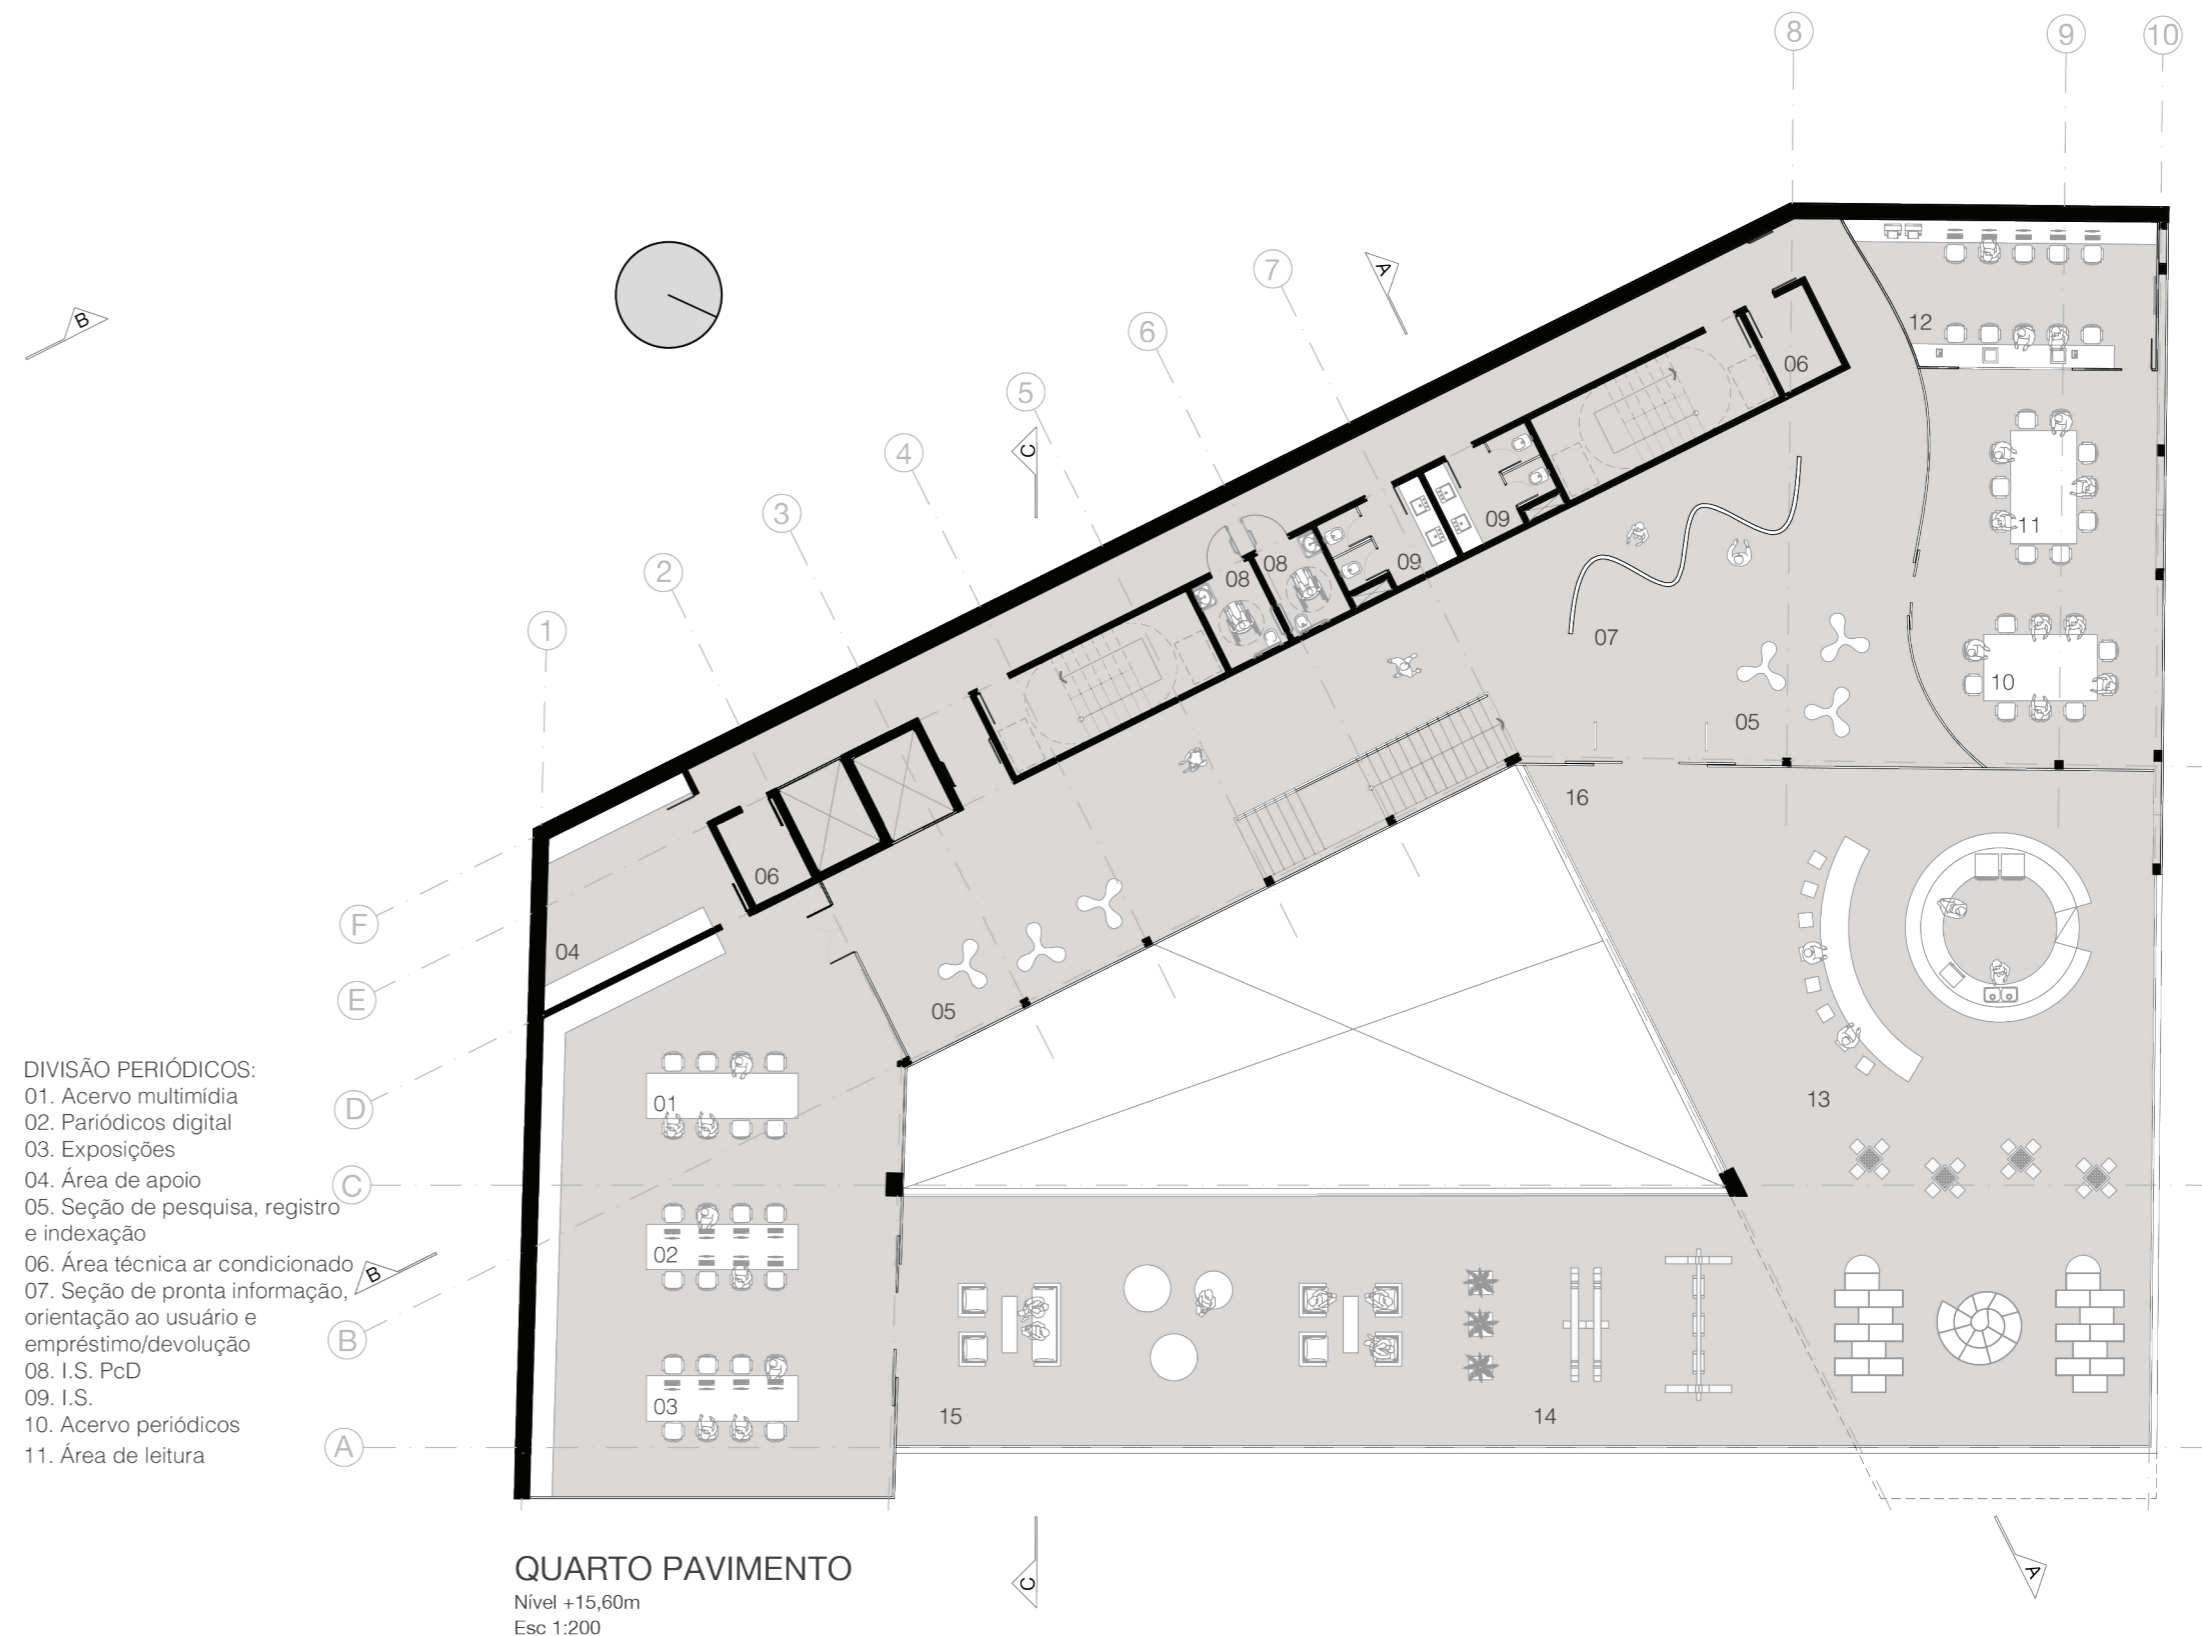 8
9
10
7
6
5
4
3
2
1
A
B
C
12
06
11
09
09
08
08
07
10
05
16
06
04
05
F
E
D
C
B
A
13
01
02
03
15
14
DIVISÃO PERIÓDICOS:
01. Acervo multimídia
02. Pariódicos digital
03. Exposições
04. Área de apoio
05. Seção de pesquisa, registro
e indexação
06. Área técnica ar condicionado
07. Seção de pronta informação,
orientação ao usuário e
empréstimo/devolução
08. I.S. PcD
09. I.S.
10. Acervo periódicos
11. Área de leitura
B
C
A
QUARTO PAVIMENTO
Nível +15,60m
Esc 1:200